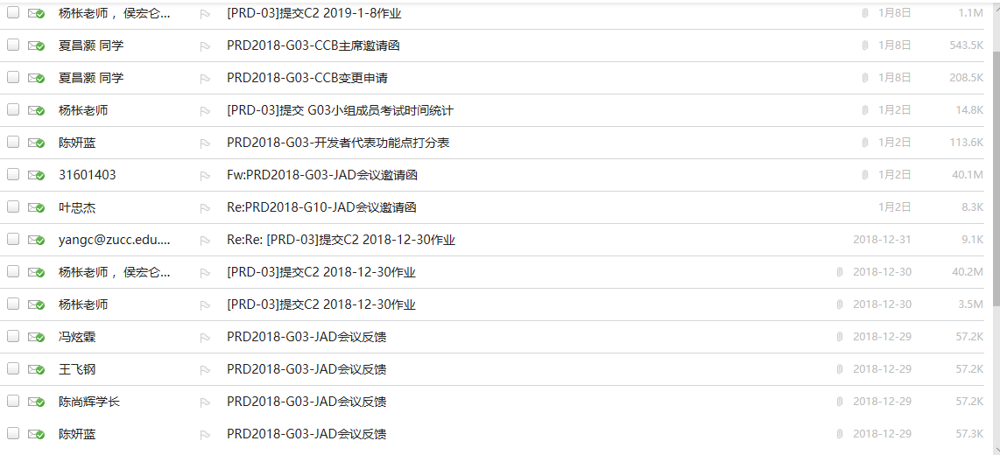 杨枨老师 ，侯宏仑... [PRD-03]提交C2 2019-1-8作业 1月8日 1.1M
夏昌灏 同学 PRD2018-G03-CCB主席邀请函 1月8日 543.5K
夏昌灏 同学 PRD2018-G03-CCB变更申请 1月8日 208.5K
杨枨老师 [PRD-03]提交 G03小组成员考试时间统计 1月2日 14.8K
陈妍蓝 PRD2018-G03-开发者代表功能点打分表 1月2日 113.6K
31601403 Fw:PRD2018-G03-JAD会议邀请函 1月2日 40.1M
叶忠杰 Re:PRD2018-G10-JAD会议邀请函 1月2日 8.3K
yangc@zucc.edu.... Re:Re: [PRD-03]提交C2 2018-12-30作业 2018-12-31 9.1K
杨枨老师 ，侯宏仑... [PRD-03]提交C2 2018-12-30作业 2018-12-30 40.2M
杨枨老师 [PRD-03]提交C2 2018-12-30作业 2018-12-30 3.5M
冯炫霖 PRD2018-G03-JAD会议反馈 2018-12-29 57.2K
王飞钢 PRD2018-G03-JAD会议反馈 2018-12-29 57.2K
陈尚辉学长 PRD2018-G03-JAD会议反馈 2018-12-29 57.2K
陈妍蓝 PRD2018-G03-JAD会议反馈 2018-12-29 57.3K